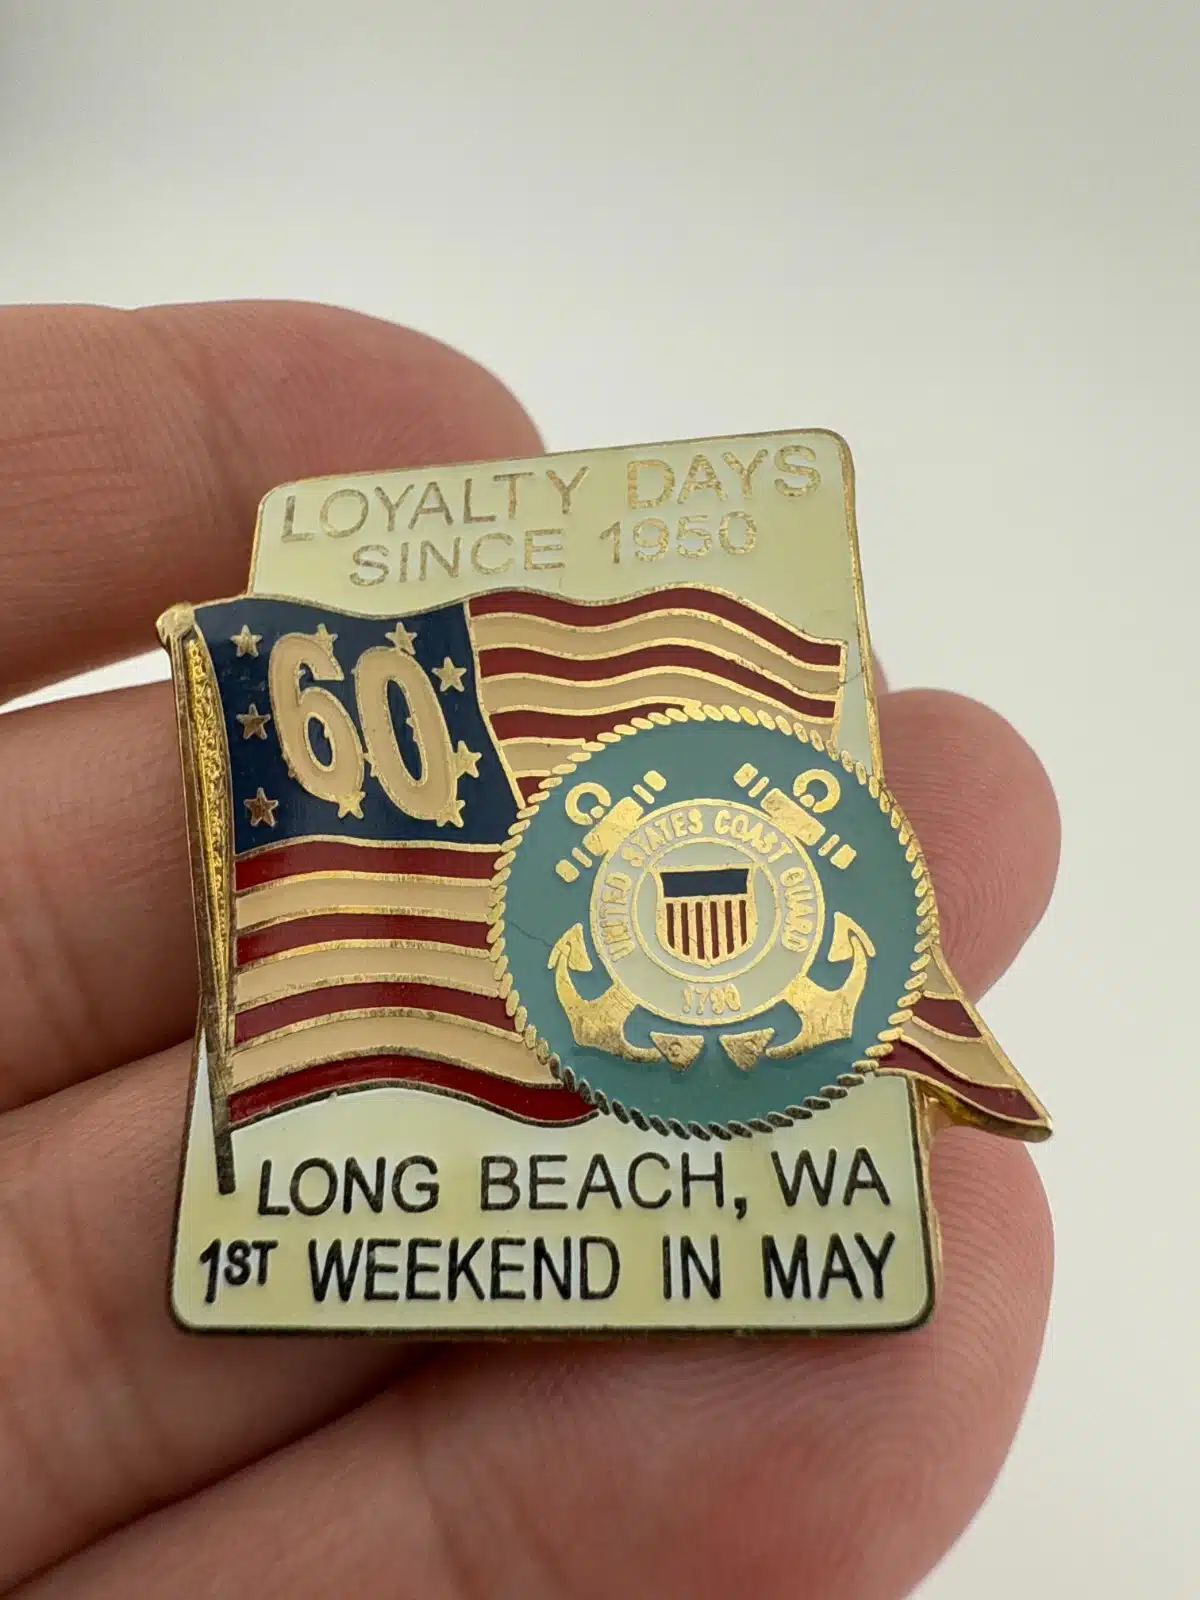 LOYALTY DAYS
SINCE 1950
60
UNITED STATES COAST GUARD
1790
LONG BEACH, WA
1ST WEEKEND IN MAY